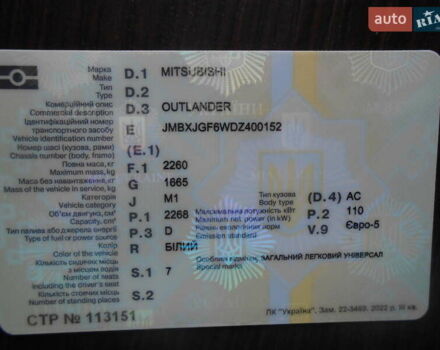 auto RIA
Марка D.1 MITSUBISHI
Make
Тип D.2
Type
Комерційний опис D.3 OUTLANDER
Commercial description
Ідентифікаційний номер
транспортного засобу E JMBXJGF6WDZ400152
Vehicle identification number
Номер шасі (кузова, рами) (E.1)
Chassis number (body, frame)
Повна маса, кг F.1 2260
Maximum mass, kg
Маса без навантаження, кг G 1665
Mass of the vehicle in service, kg
Категорія J M1 Тип кузова (D.4) AC
Vehicle category Body type
Об'єм двигуна, см³ P.1 2268 Максимальна потужність кВт P.2 110
Capacity, cm³ Maximum net power (in kW)
Тип палива або джерела енергії P.3 D Рівень екологічних норм V.9 Євро-5
Type of fuel or power source Emission standard
Колір R БІЛИЙ
Color
Кількість сидячих місць Особливі відмітки, ЗАГАЛЬНИЙ ЛЕГКОВИЙ УНІВЕРСАЛ
з місцем водія S.1 7 Special marks
Number of seats
including the driver's seat
Кількість стоячих місць S.2
Number of standing places
СТР № 113151 ПК "Україна", Зам. 22-3469. 2022 р. III кв.